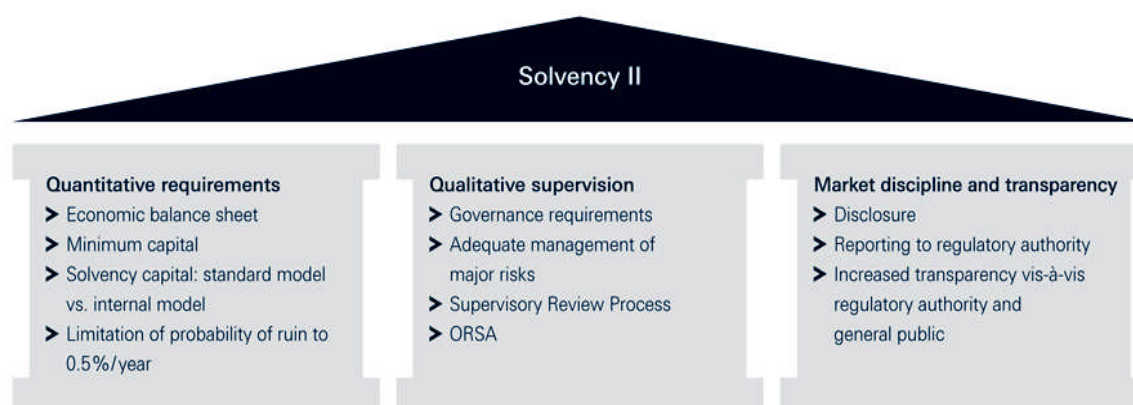 Solvency II
Quantitative requirements
> Economic balance sheet
> Minimum capital
> Solvency capital: standard model
vs. internal model
> Limitation of probability of ruin to
0.5%/year
Qualitative supervision
> Governance requirements
> Adequate management of
major risks
> Supervisory Review Process
> ORSA
Market discipline and transparency
> Disclosure
> Reporting to regulatory authority
> Increased transparency vis-à-vis
regulatory authority and
general public